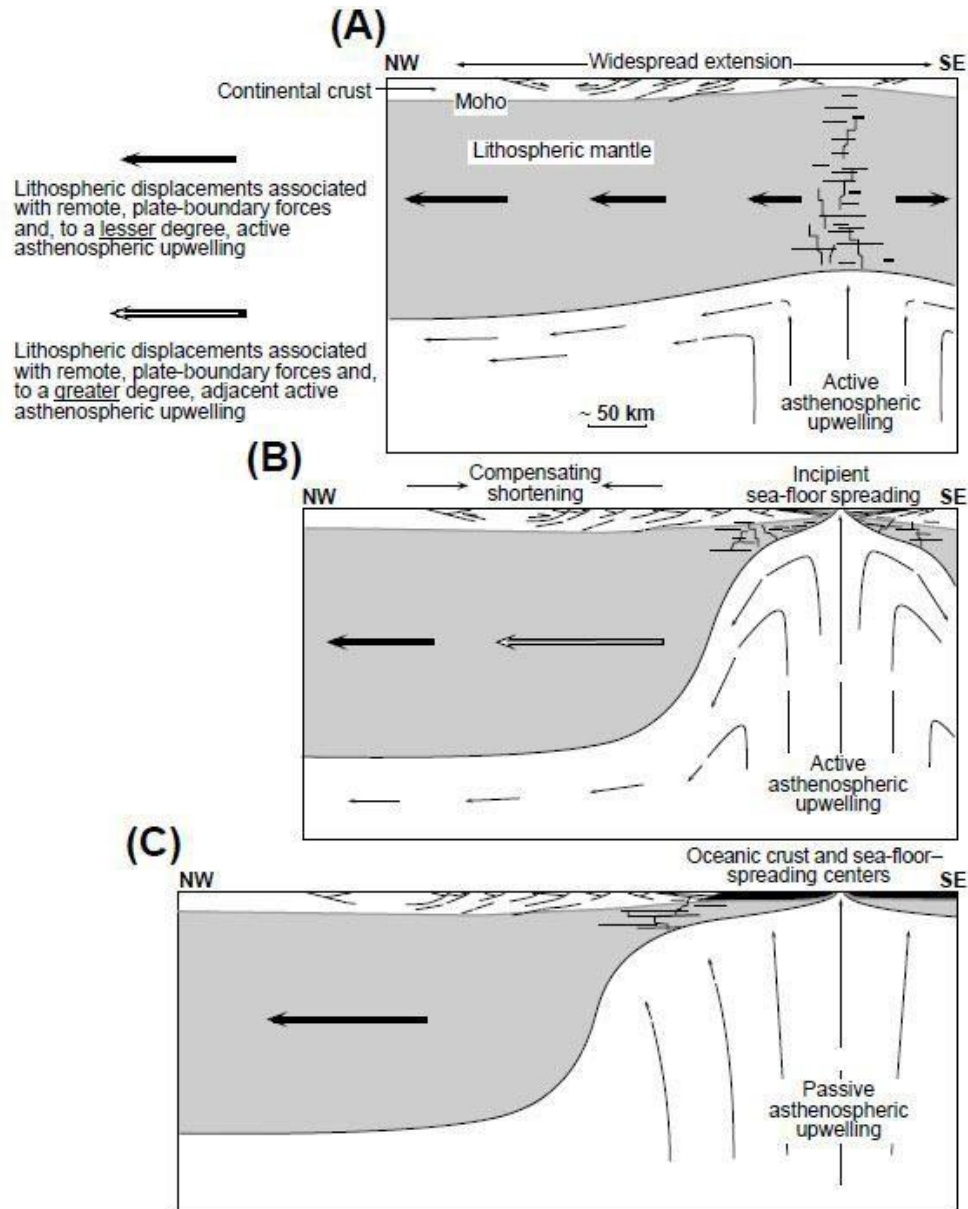 (A)
NW
Widespread extension
SE
Continental crust
Moho
Lithospheric mantle
Lithospheric displacements associated
with remote, plate-boundary forces
and, to a lesser degree, active
asthenospheric upwelling
Lithospheric displacements associated
with remote, plate-boundary forces and,
to a greater degree, adjacent active
asthenospheric upwelling
~ 50 km
Active
asthenospheric
upwelling
(B)
NW
Compensating
shortening
Incipient
sea-floor spreading
SE
Active
asthenospheric
upwelling
(C)
NW
Oceanic crust and sea-floor–
spreading centers
SE
Passive
asthenospheric
upwelling